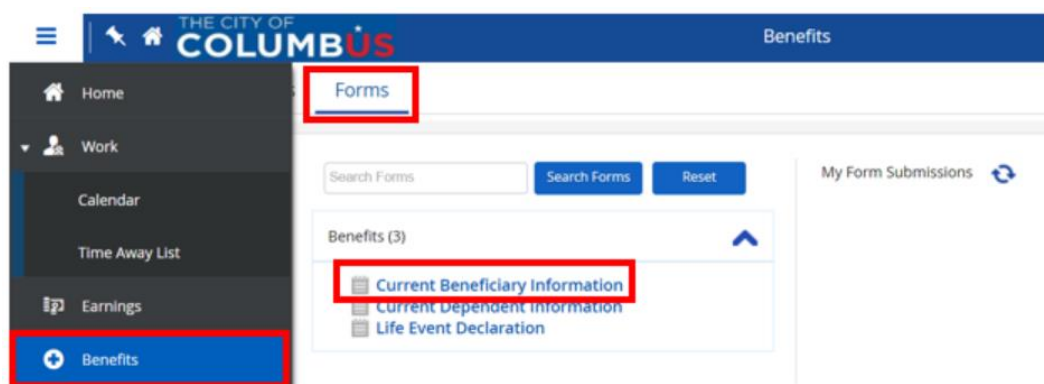 THE CITY OF
COLUMBUS
Benefits
Home
Forms
Work
Search Forms
Search Forms
Reset
My Form Submissions
Calendar
Benefits (3)
Time Away List
Current Beneficiary Information
Current Dependent Information
Life Event Declaration
Earnings
Benefits